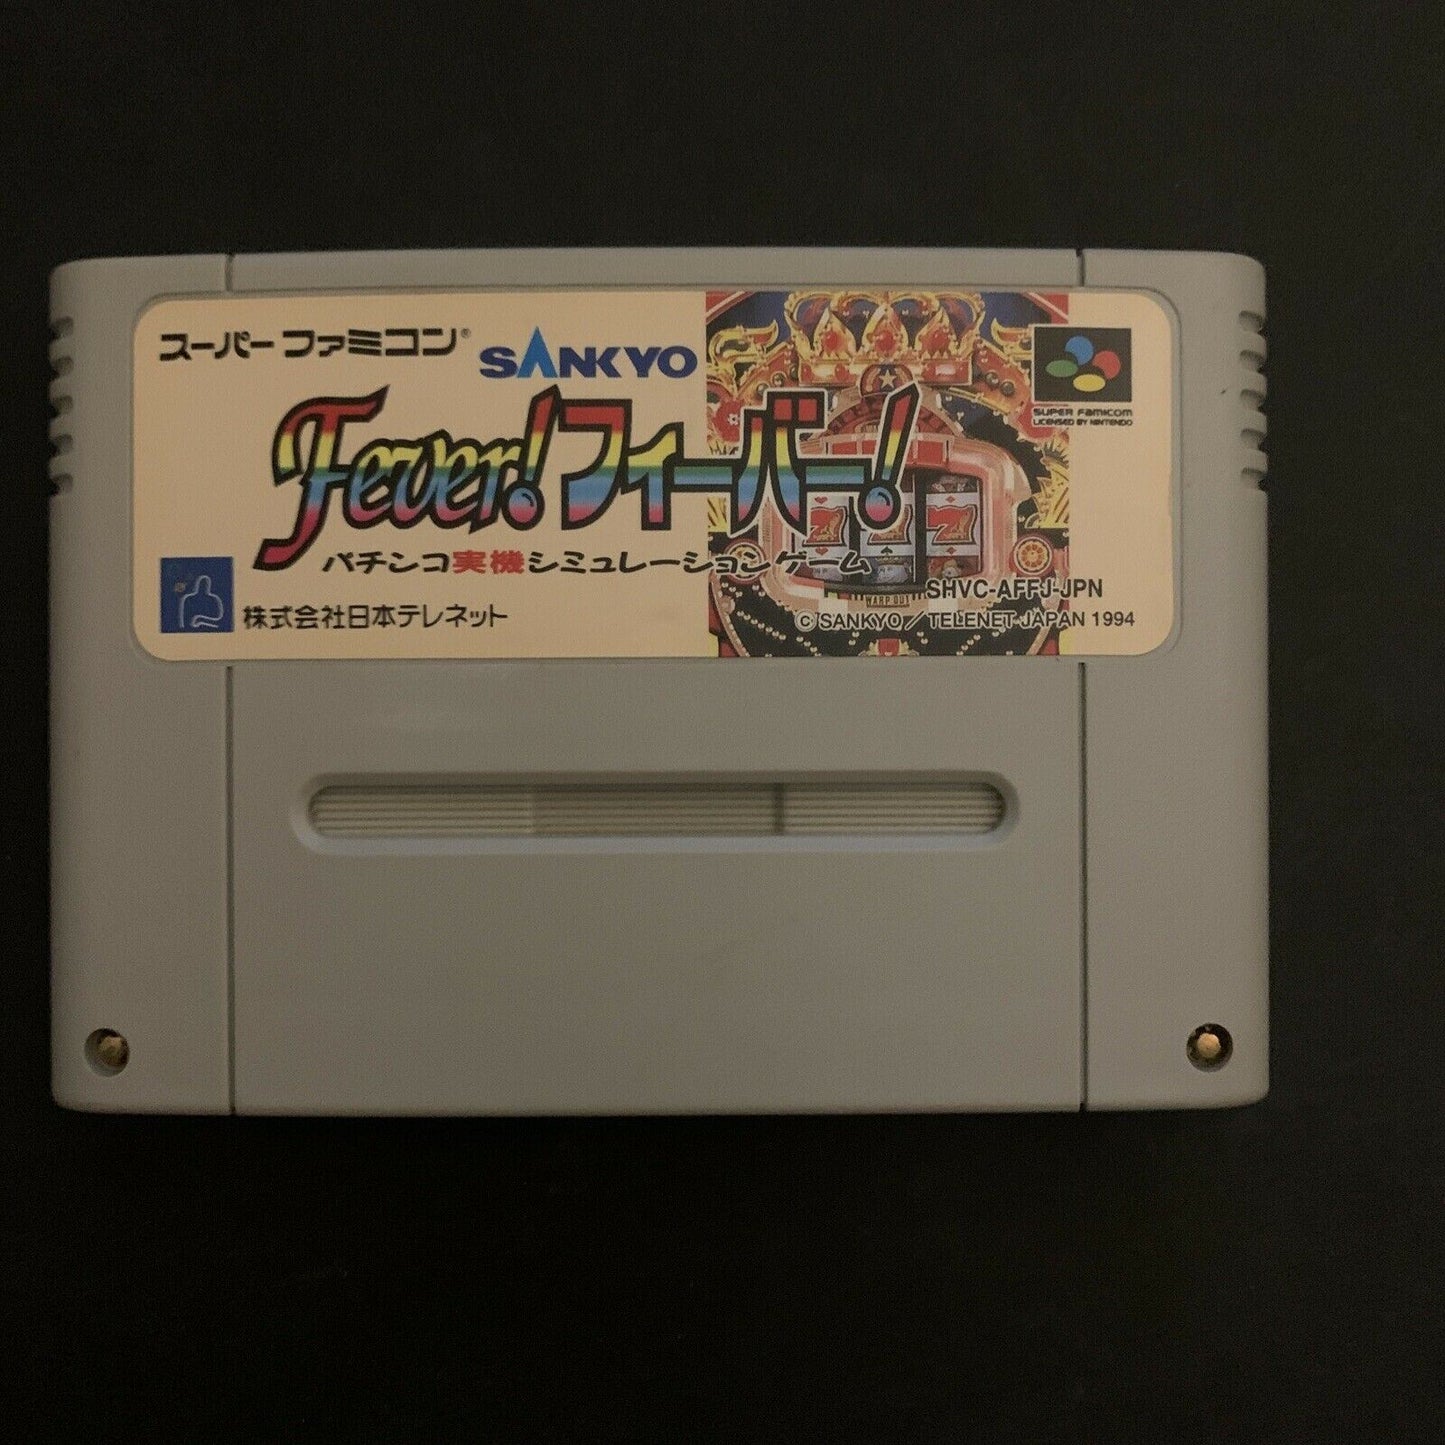 スーパーファミコン®
SANKYO
SUPER FAMICOM
LICENSED BY NINTENDO
Fever! フィーバー!
パチンコ実機シミュレーションゲーム
WARP OUT
SHVC-AFFJ-JPN
株式会社日本テレネット
© SANKYO / TELENET JAPAN 1994